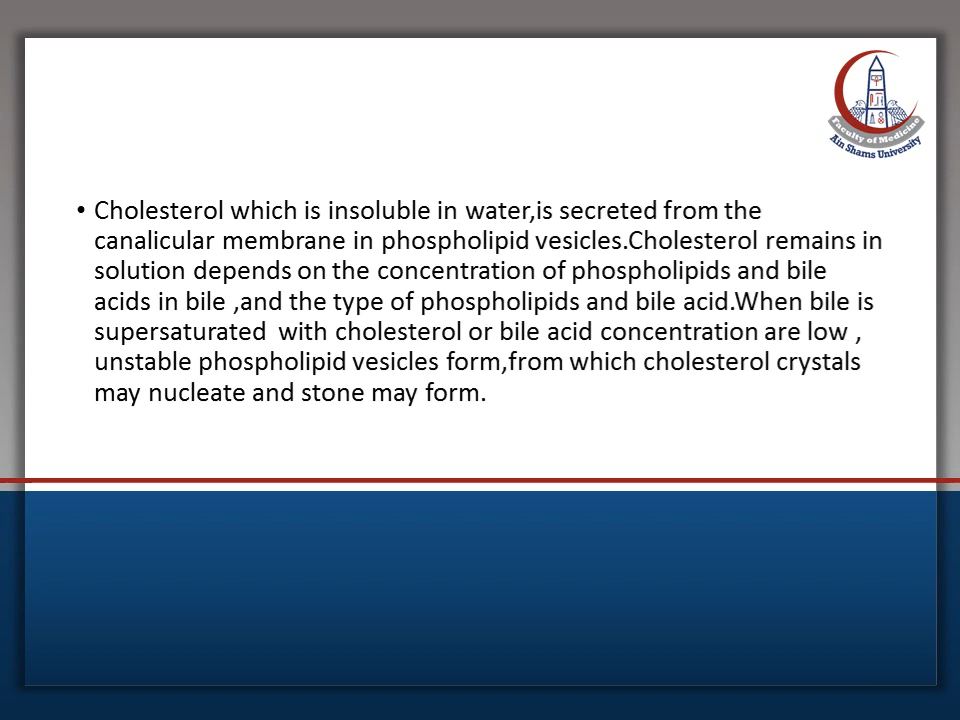 Faculty of Medicine
Ain Shams University
• Cholesterol which is insoluble in water,is secreted from the
canalicular membrane in phospholipid vesicles.Cholesterol remains in
solution depends on the concentration of phospholipids and bile
acids in bile ,and the type of phospholipids and bile acid.When bile is
supersaturated  with cholesterol or bile acid concentration are low ,
unstable phospholipid vesicles form,from which cholesterol crystals
may nucleate and stone may form.